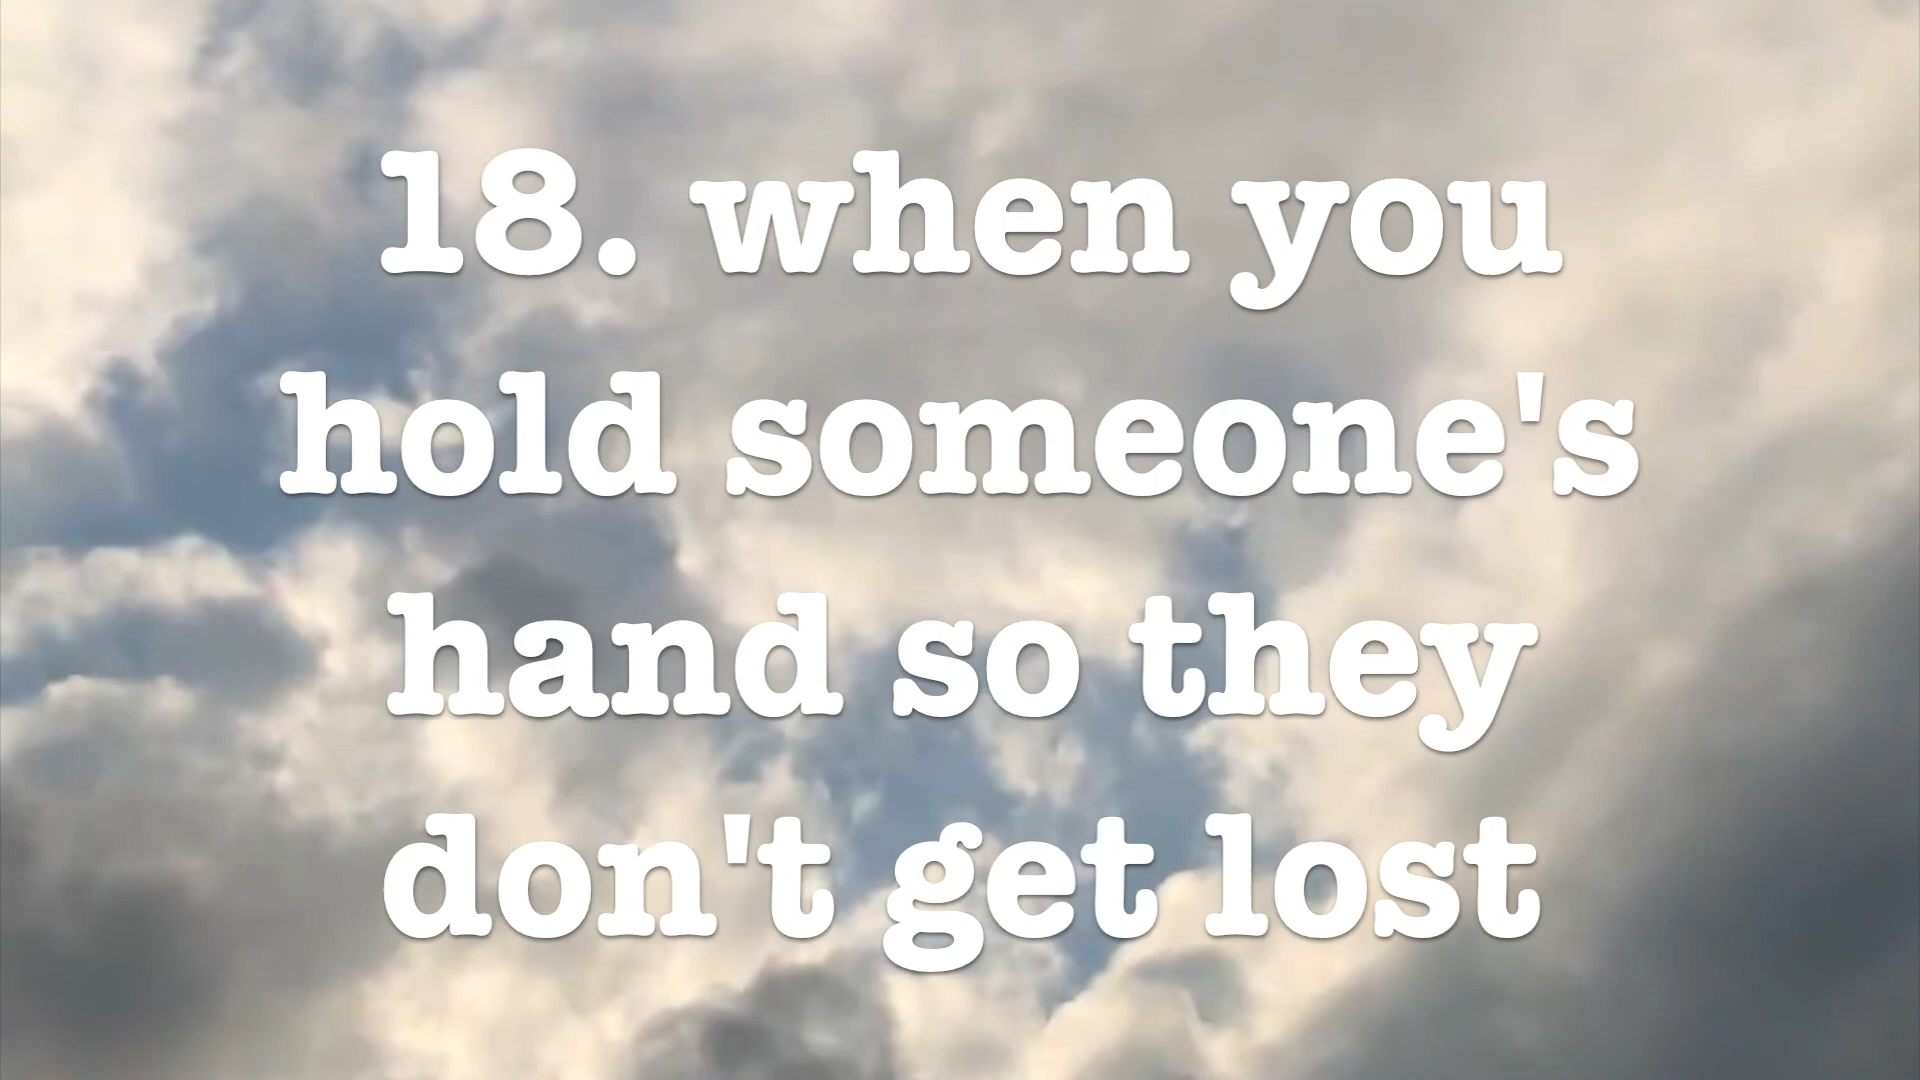 18. when you
hold someone's
hand so they
don't get lost